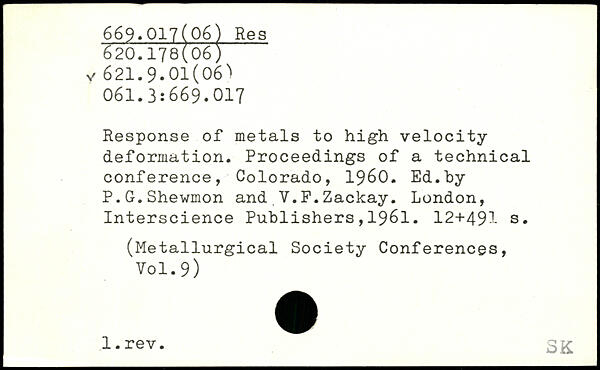 669.017(06) Res
620.178(06)
v 621.9.01(06)
061.3:669.017
Response of metals to high velocity
deformation. Proceedings of a technical
conference, Colorado, 1960. Ed.by
P.G.Shewmon and V.F.Zackay. London,
Interscience Publishers,1961. 12+491 s.
(Metallurgical Society Conferences,
Vol.9)
1.rev.
SK